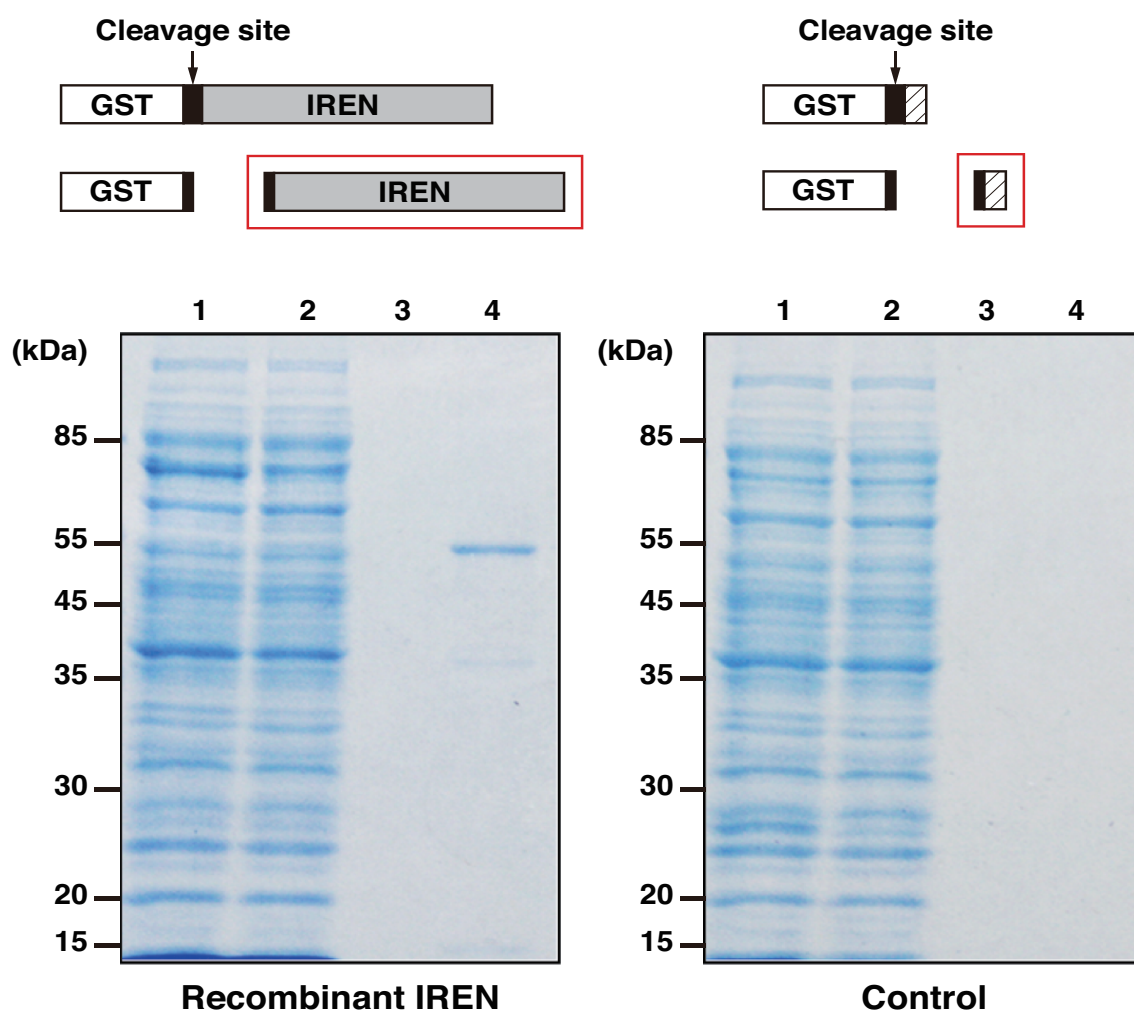 Cleavage site
GST IREN
GST IREN
1 2 3 4
(kDa)
85
55
45
35
30
20
15
Recombinant IREN
Cleavage site
GST
GST
1 2 3 4
(kDa)
85
55
45
35
30
20
15
Control